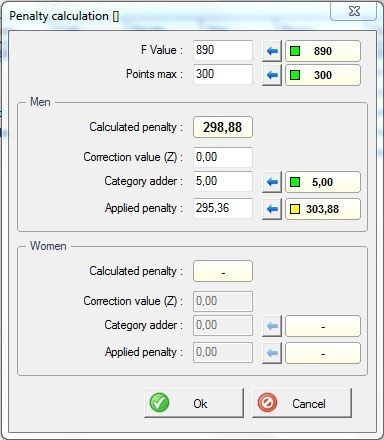 Penalty calculation []
F Value : 890 890
Points max : 300 300
Men
Calculated penalty : 298,88
Correction value (Z) : 0,00
Category adder : 5,00 5,00
Applied penalty : 295,36 303,88
Women
Calculated penalty : -
Correction value (Z) : 0,00
Category adder : 0,00 -
Applied penalty : 0,00 -
Ok Cancel